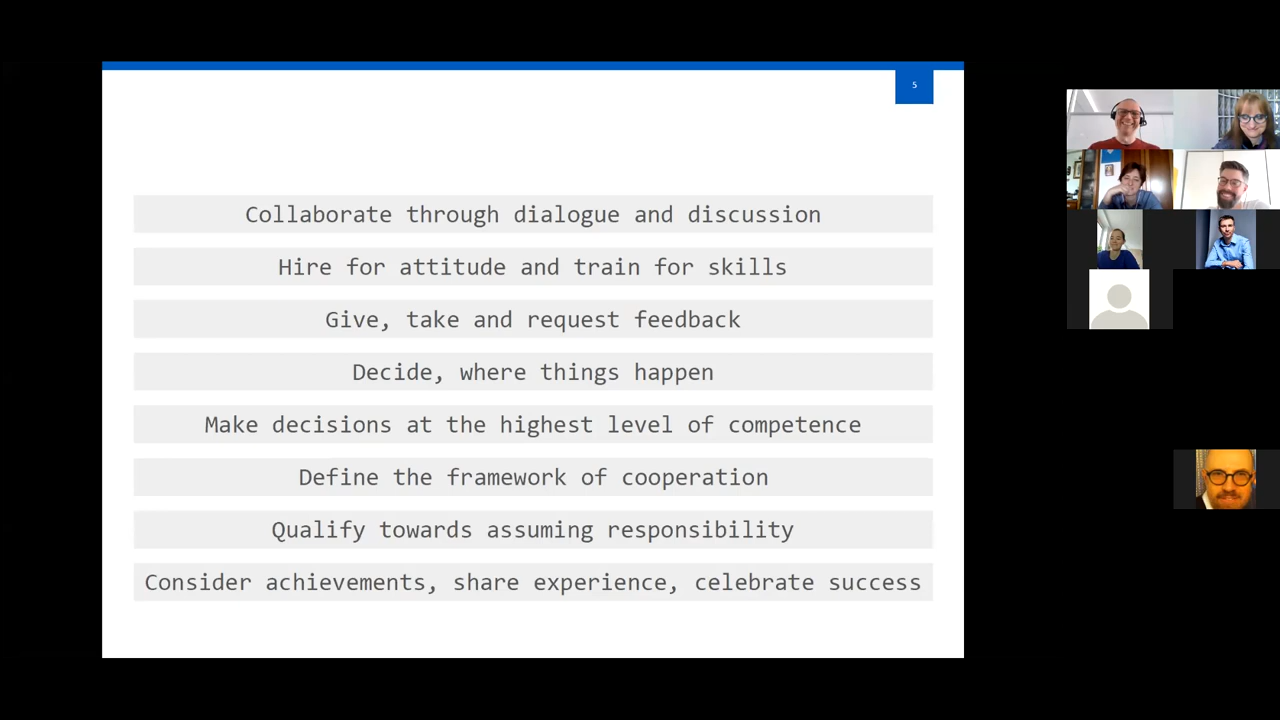 5
Collaborate through dialogue and discussion
Hire for attitude and train for skills
Give, take and request feedback
Decide, where things happen
Make decisions at the highest level of competence
Define the framework of cooperation
Qualify towards assuming responsibility
Consider achievements, share experience, celebrate success